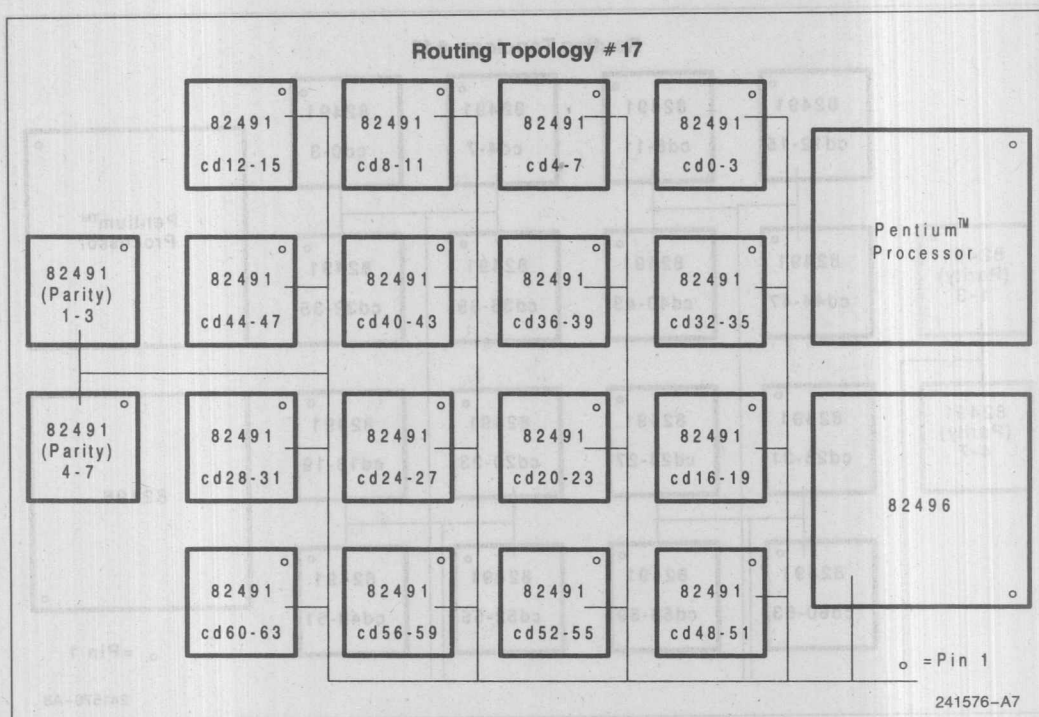 Routing Topology #17
82491
cd12-15
82491
cd8-11
82491
cd4-7
82491
cd0-3
Pentium™
Processor
82491
(Parity)
1-3
82491
cd44-47
82491
cd40-43
82491
cd36-39
82491
cd32-35
82491
(Parity)
4-7
82491
cd28-31
82491
cd24-27
82491
cd20-23
82491
cd16-19
82496
82491
cd60-63
82491
cd56-59
82491
cd52-55
82491
cd48-51
o =Pin 1
241576-A7